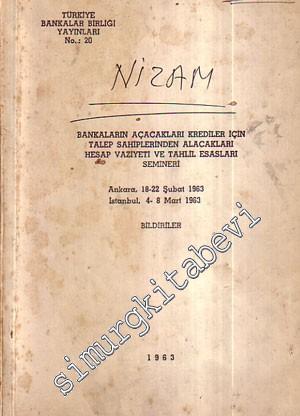 TÜRKİYE
BANKALAR BİRLİĞİ
YAYINLARI
No.: 20
NİZAM
BANKALARIN AÇACAKLARI KREDİLER İÇİN
TALEP SAHİPLERİNDEN ALACAKLARI
HESAP VAZİYETİ VE TAHLİL ESASLARI
SEMİNERİ
Ankara, 18-22 Şubat 1963
İstanbul, 4- 8 Mart 1963
BİLDİRİLER
simurgkitabevi.com
1963